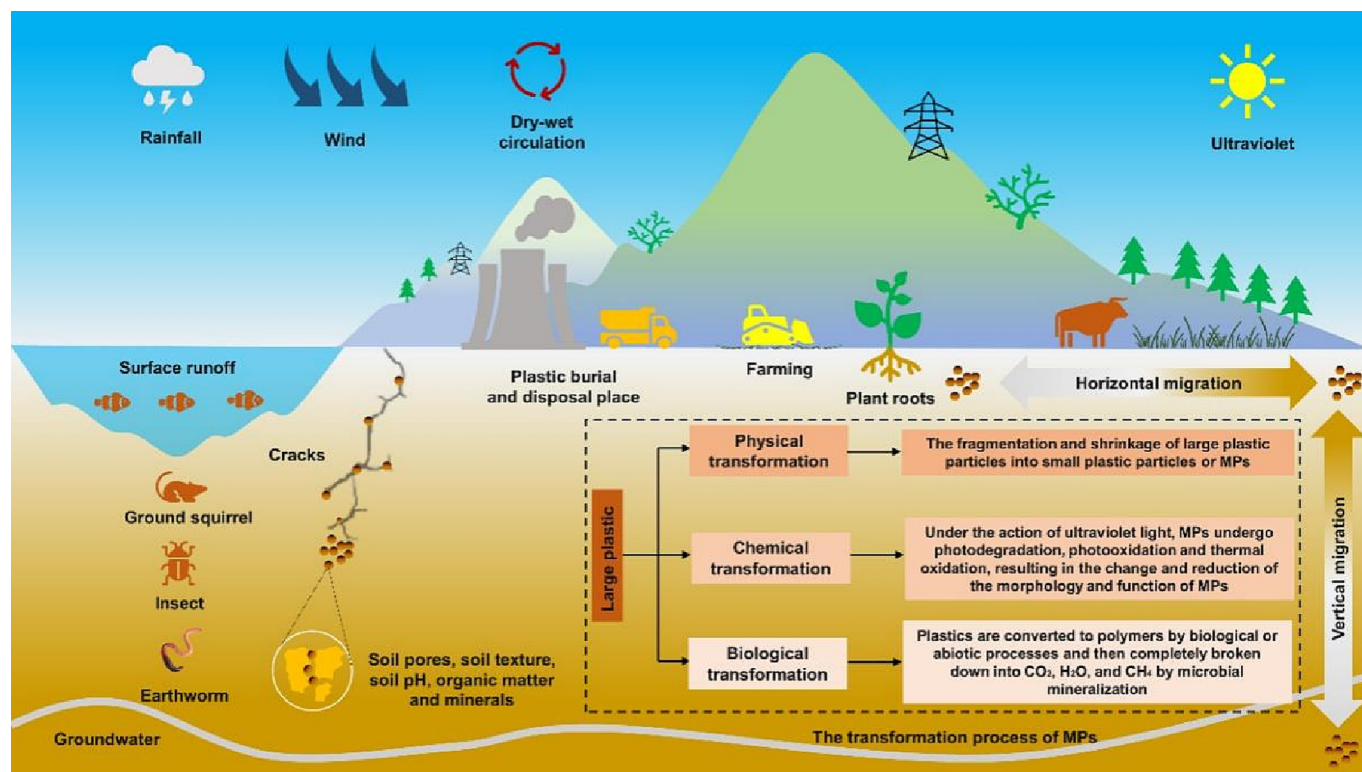 Rainfall
Wind
Dry-wet
circulation
Ultraviolet
Surface runoff
Plastic burial
and disposal place
Farming
Plant roots
Horizontal migration
Cracks
Ground squirrel
Insect
Earthworm
Soil pores, soil texture,
soil pH, organic matter
and minerals
Large plastic
Physical
transformation
The fragmentation and shrinkage of large plastic
particles into small plastic particles or MPs
Chemical
transformation
Under the action of ultraviolet light, MPs undergo
photodegradation, photooxidation and thermal
oxidation, resulting in the change and reduction of
the morphology and function of MPs
Biological
transformation
Plastics are converted to polymers by biological or
abiotic processes and then completely broken
down into CO₂, H₂O, and CH₄ by microbial
mineralization
Vertical migration
Groundwater
The transformation process of MPs